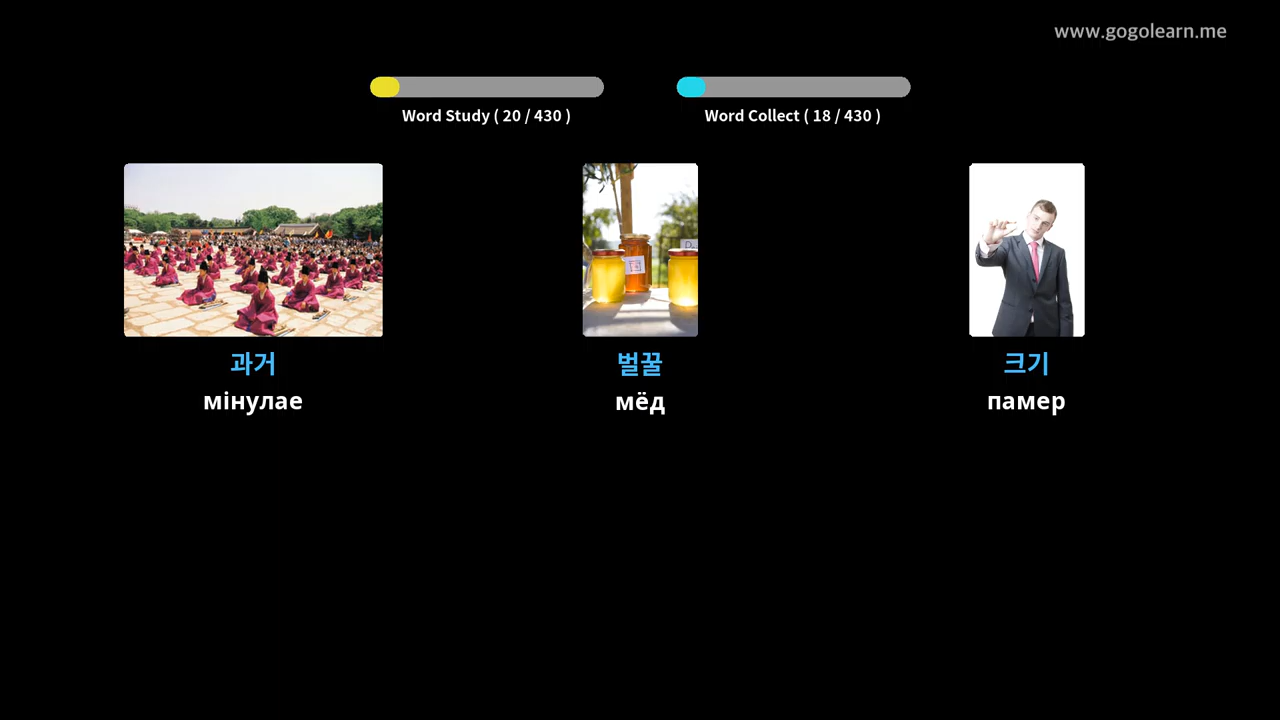 www.gogolearn.me
Word Study ( 20 / 430 )
Word Collect ( 18 / 430 )
D.
과거
벌꿀
크기
мінулае
мёд
памер